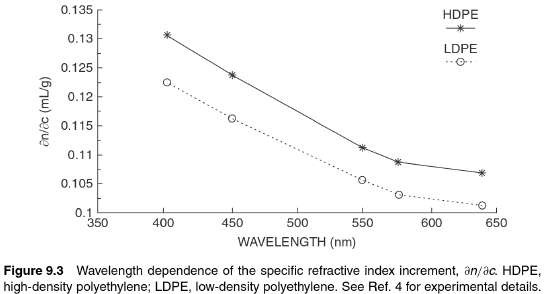 HDPE
LDPE
0.135
0.13
0.125
0.12
0.115
0.11
0.105
0.1
∂n/∂c (mL/g)
350 400 450 500 550 600 650
WAVELENGTH (nm)
Figure 9.3 Wavelength dependence of the specific refractive index increment, ∂n/∂c. HDPE,
high-density polyethylene; LDPE, low-density polyethylene. See Ref. 4 for experimental details.